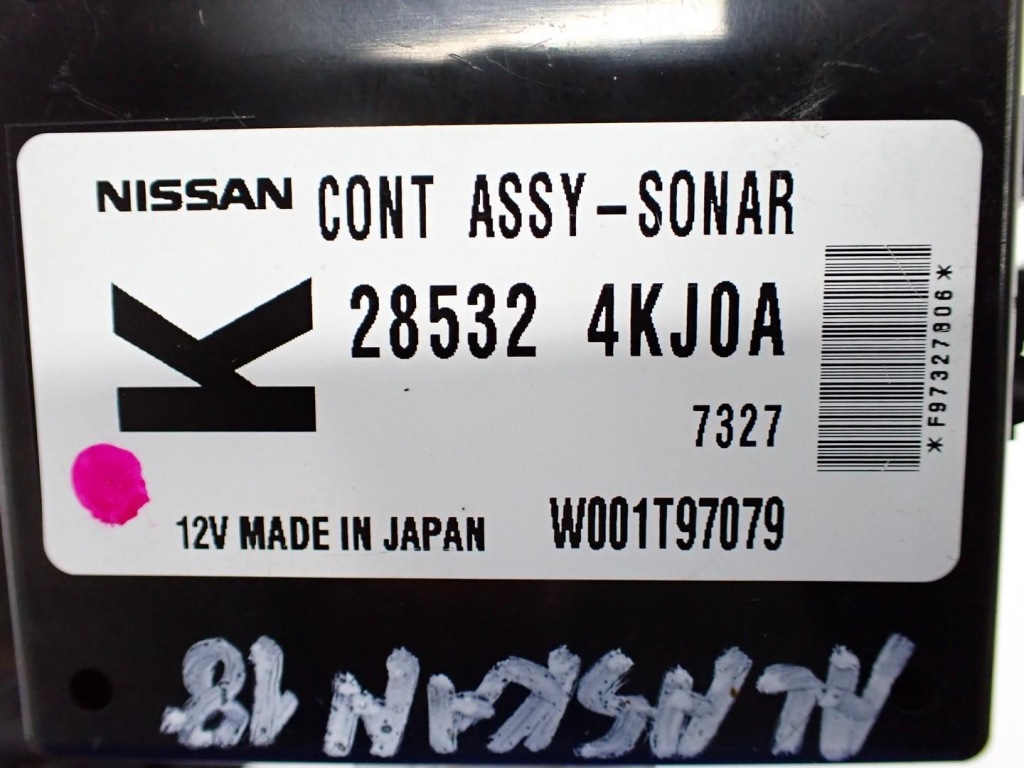 NISSAN CONT ASSY-SONAR
K
28532 4KJ0A
7327
12V MADE IN JAPAN W001T97079
*F97327806*
ALASKAN 18